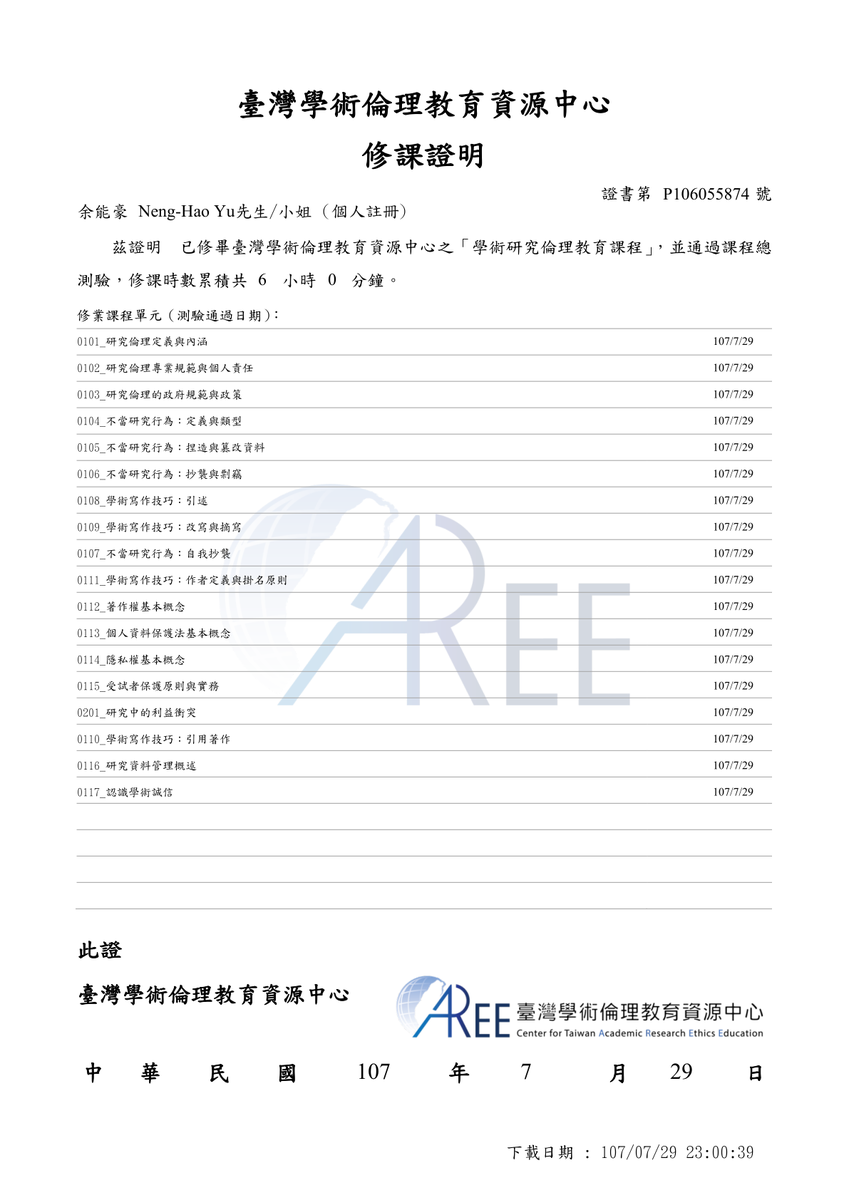 臺灣學術倫理教育資源中心
修課證明
證書第 P106055874 號
余能豪 Neng-Hao Yu先生/小姐（個人註冊）
茲證明 已修畢臺灣學術倫理教育資源中心之「學術研究倫理教育課程」，並通過課程總
測驗，修課時數累積共 6 小時 0 分鐘。
修業課程單元（測驗通過日期）：
0101_研究倫理定義與內涵 107/7/29
0102_研究倫理專業規範與個人責任 107/7/29
0103_研究倫理的政府規範與政策 107/7/29
0104_不當研究行為：定義與類型 107/7/29
0105_不當研究行為：捏造與篡改資料 107/7/29
0106_不當研究行為：抄襲與剽竊 107/7/29
0108_學術寫作技巧：引述 107/7/29
0109_學術寫作技巧：改寫與摘寫 107/7/29
0107_不當研究行為：自我抄襲 107/7/29
0111_學術寫作技巧：作者定義與掛名原則 107/7/29
0112_著作權基本概念 107/7/29
0113_個人資料保護法基本概念 107/7/29
0114_隱私權基本概念 107/7/29
0115_受試者保護原則與實務 107/7/29
0201_研究中的利益衝突 107/7/29
0110_學術寫作技巧：引用著作 107/7/29
0116_研究資料管理概述 107/7/29
0117_認識學術誠信 107/7/29
AREE
此證
臺灣學術倫理教育資源中心
AREE 臺灣學術倫理教育資源中心
Center for Taiwan Academic Research Ethics Education
中 華 民 國 107 年 7 月 29 日
下載日期 : 107/07/29 23:00:39